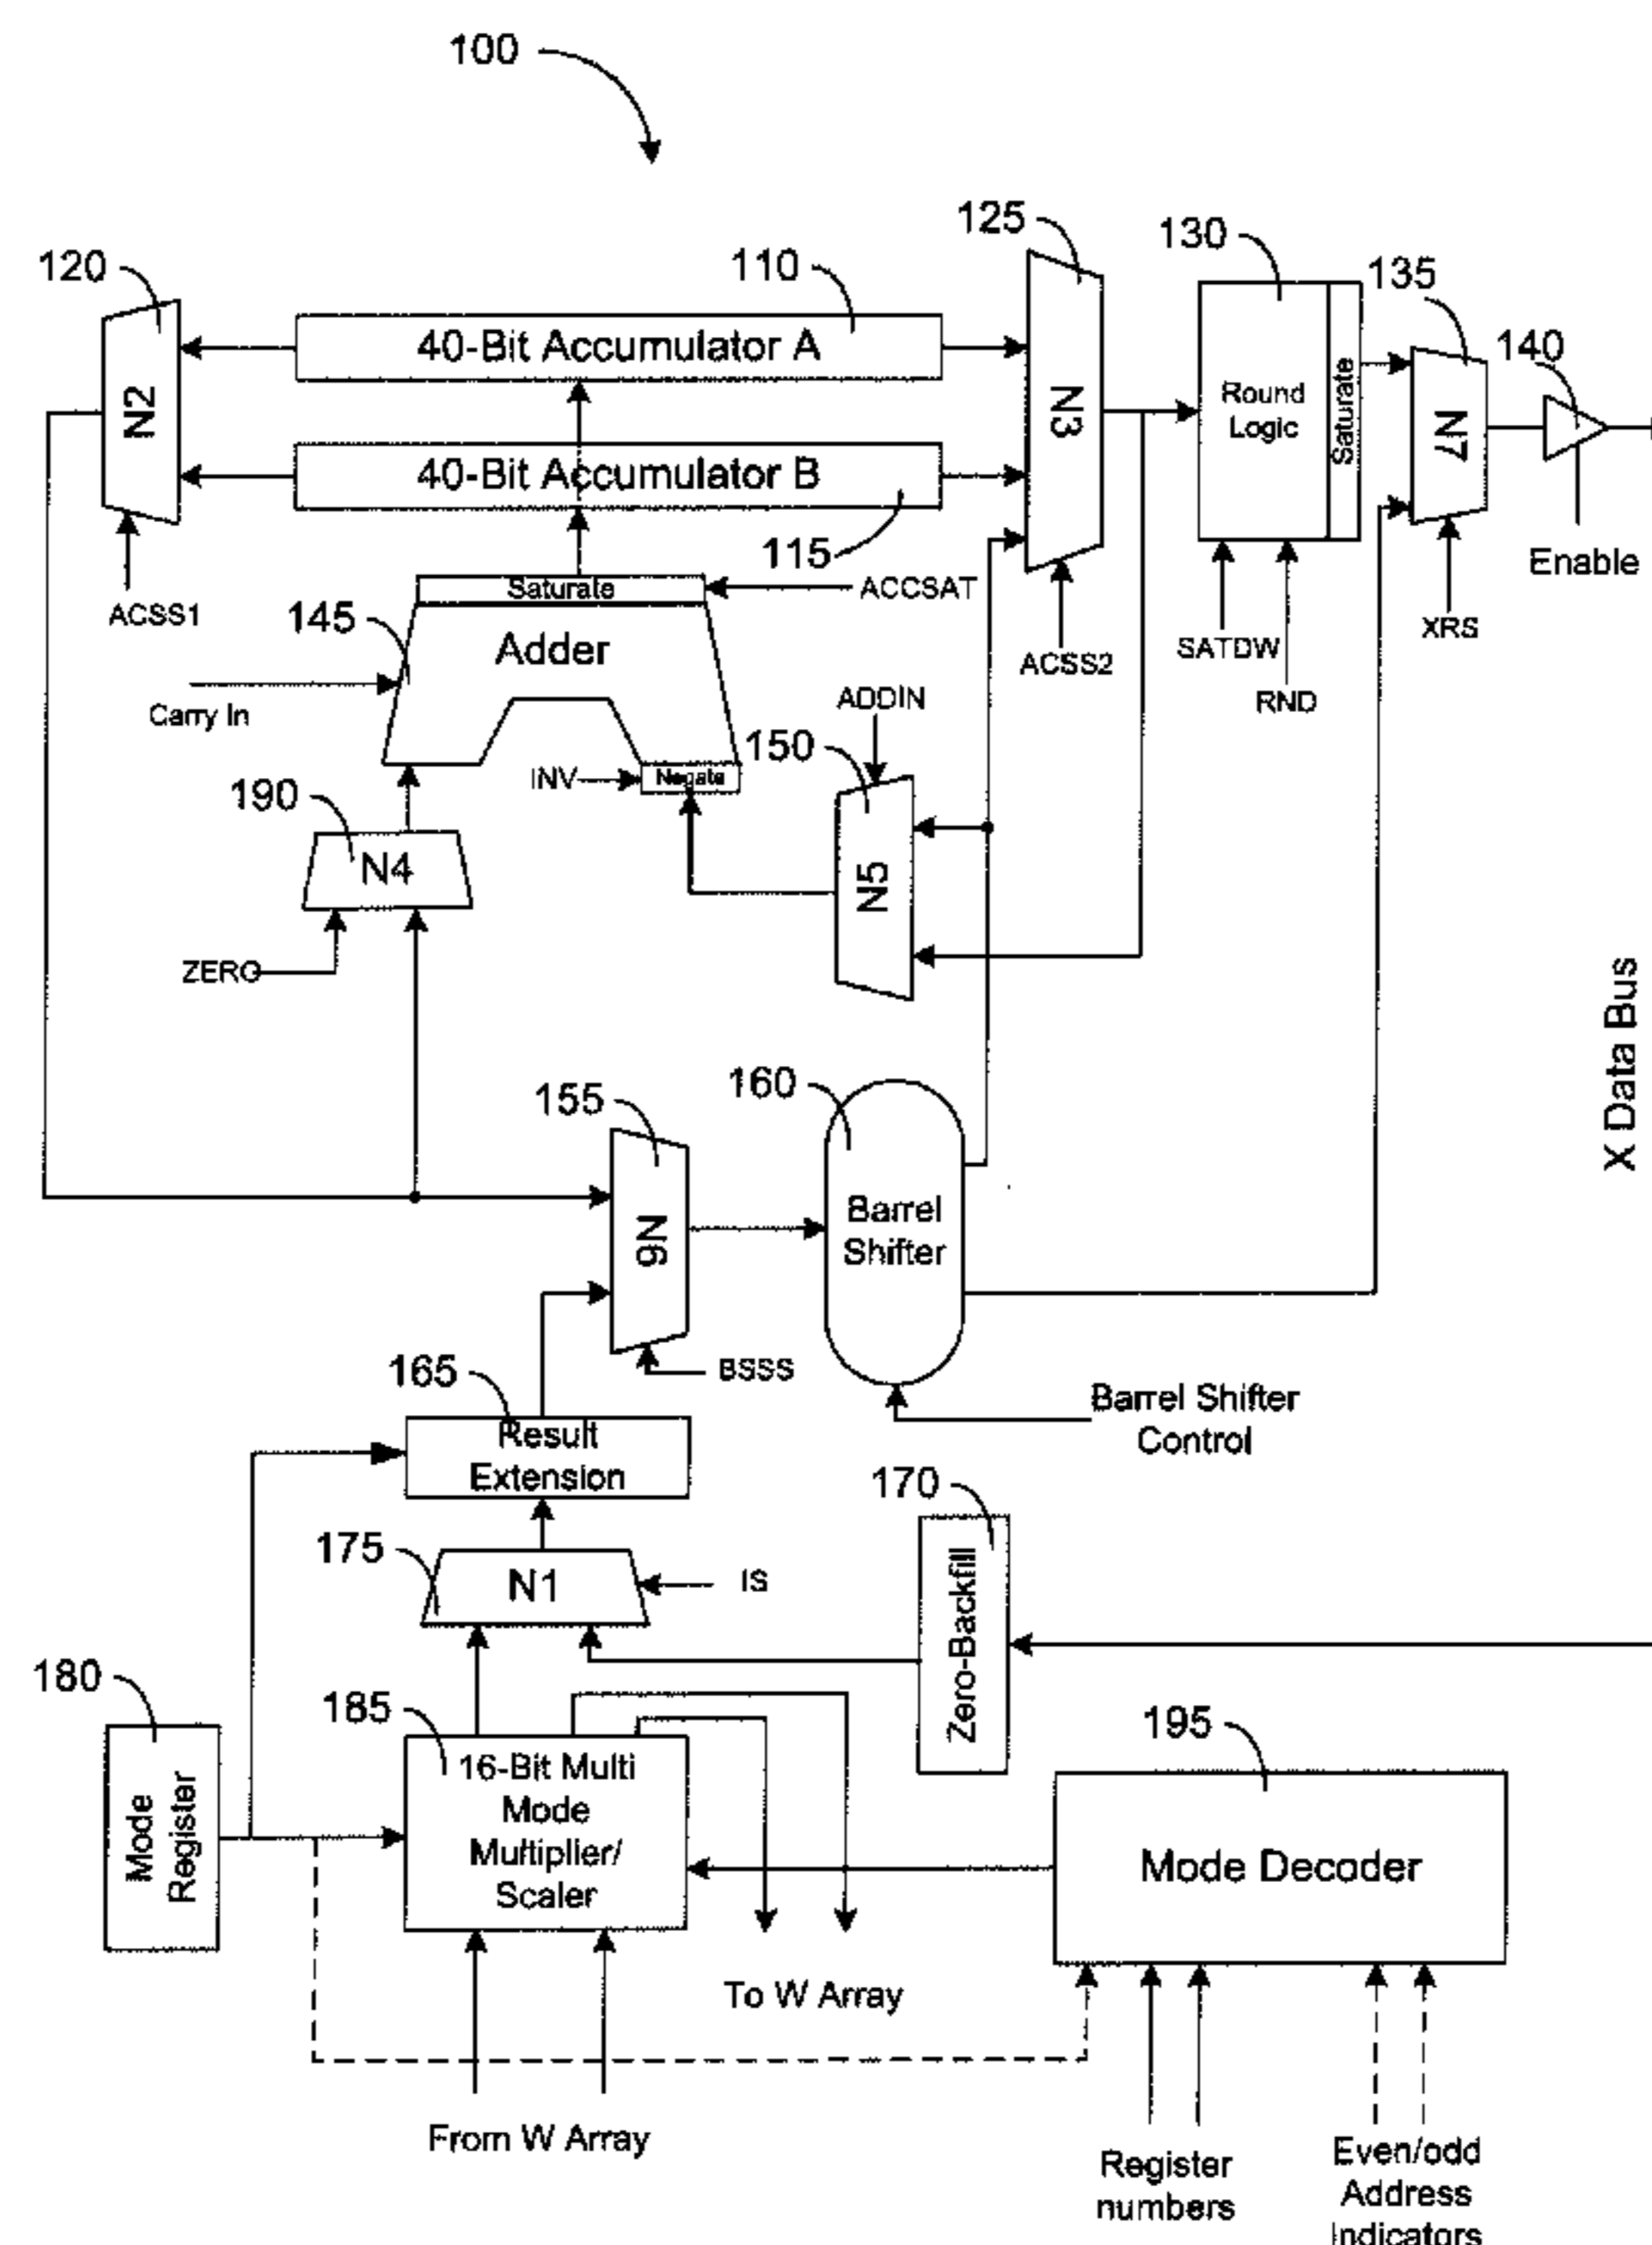 100
125
130
120
110
135
140
40-Bit Accumulator A
N2
N3
Round
Logic
Saturate
N7
40-Bit Accumulator B
115
Enable
Saturate
ACCSAT
ACSS1
145
Adder
XRS
SATDW
ACSS2
ADDIN
RND
Carry In
150
INV
Negate
190
N4
N5
ZERO
X Data Bus
155
160
Barrel
Shifter
N6
165
BSSS
Barrel Shifter
Control
Result
Extension
170
175
N1
IS
Zero-Backfill
180
185
195
16-Bit Multi
Mode
Multiplier/
Scaler
Mode
Register
Mode Decoder
To W Array
From W Array
Register
numbers
Even/odd
Address
Indicators